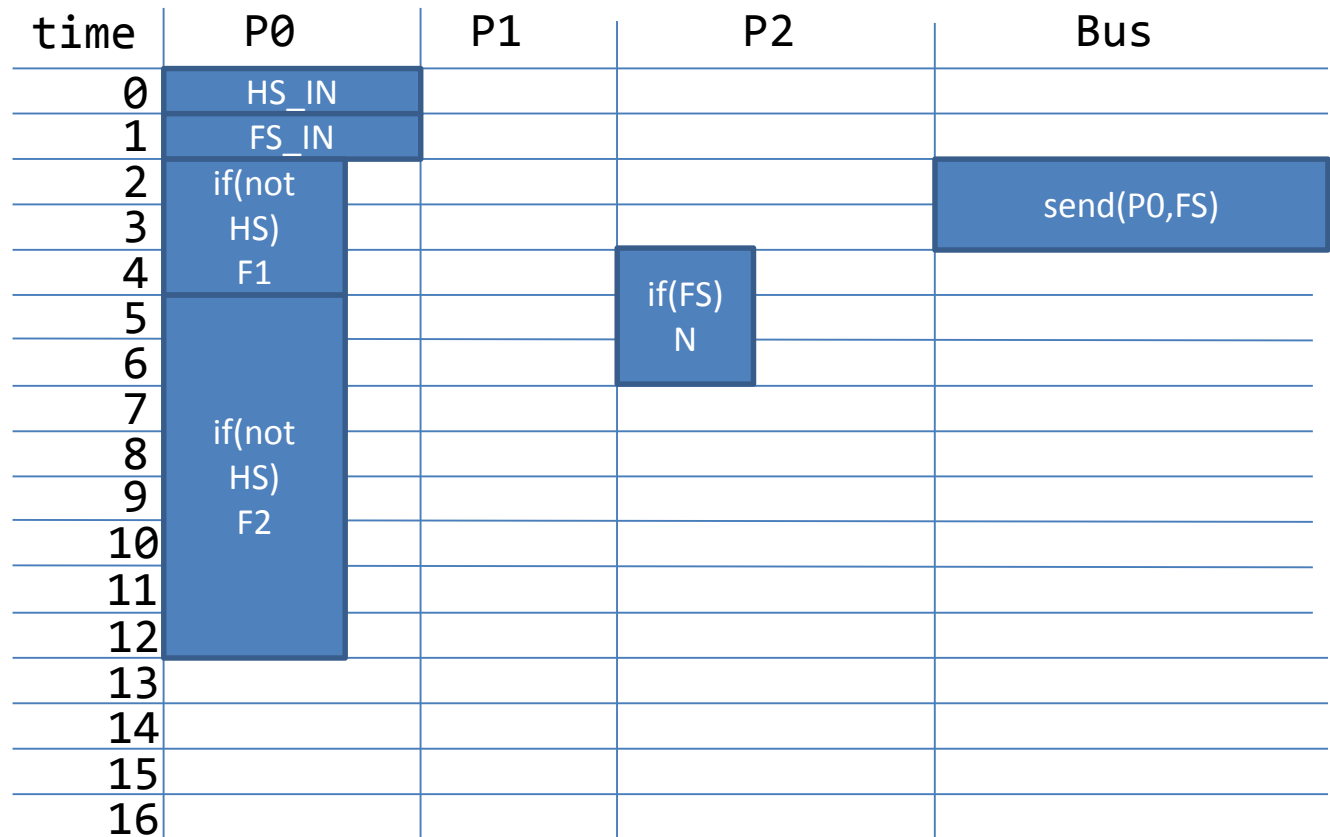 time P0 P1 P2 Bus
0 HS_IN
1 FS_IN
2 if(not
3 HS) send(P0,FS)
4 F1
5 if(FS)
6 N
7
8 if(not
9 HS)
10 F2
11
12
13
14
15
16